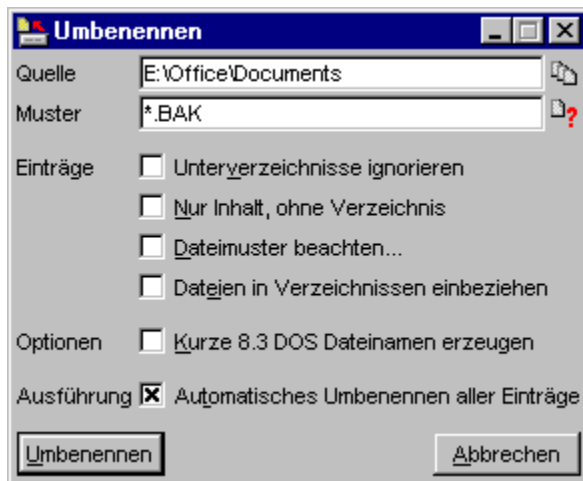 Umbenennen
Quelle E:\Office\Documents
Muster *.BAK
Einträge Unterverzeichnisse ignorieren
Nur Inhalt, ohne Verzeichnis
Dateimuster beachten...
Dateien in Verzeichnissen einbeziehen
Optionen Kurze 8.3 DOS Dateinamen erzeugen
Ausführung Automatisches Umbenennen aller Einträge
Umbenennen Abbrechen